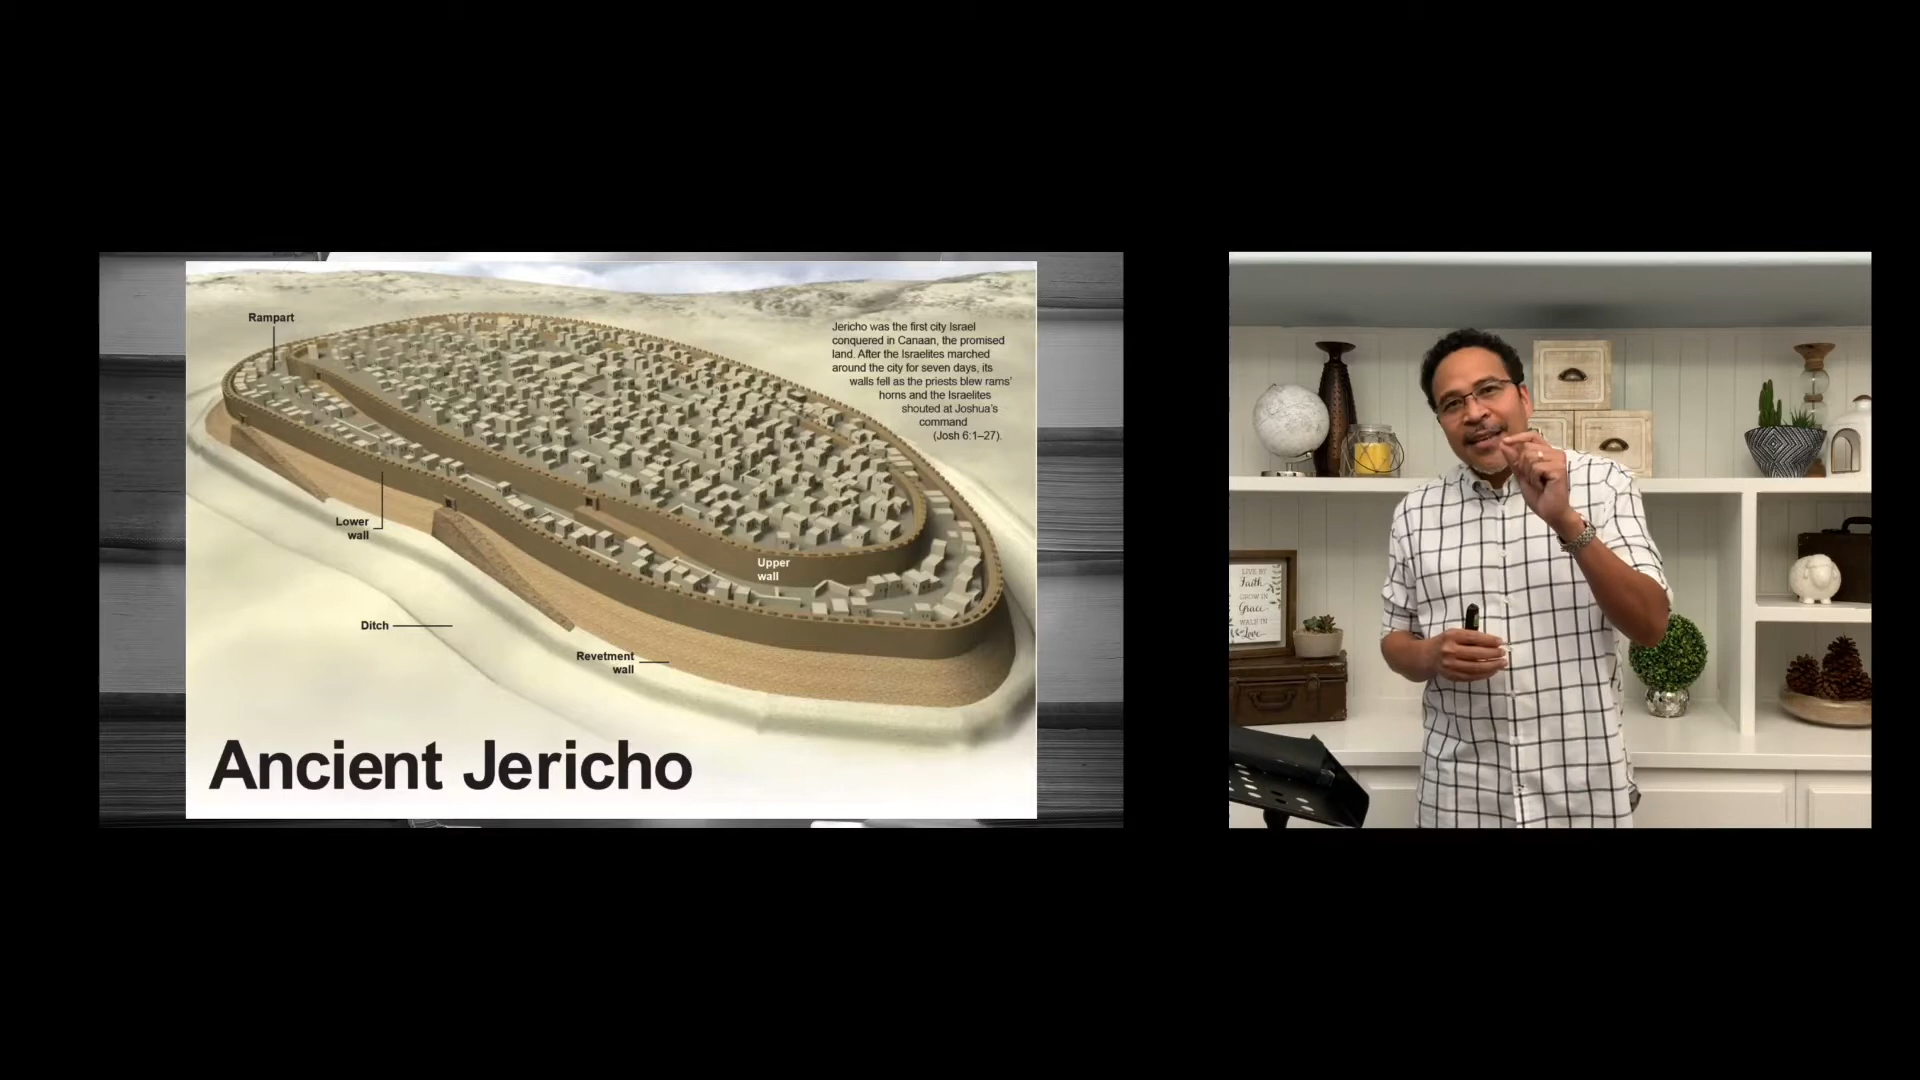 Rampart
Jericho was the first city Israel
conquered in Canaan, the promised
land. After the Israelites marched
around the city for seven days, its
walls fell as the priests blew rams'
horns and the Israelites
shouted at Joshua's
command
(Josh 6:1–27).
Lower
wall
Upper
wall
Ditch
Revetment
wall
Ancient Jericho
LIVE BY
Faith
GROW IN
Grace
WALK IN
Love